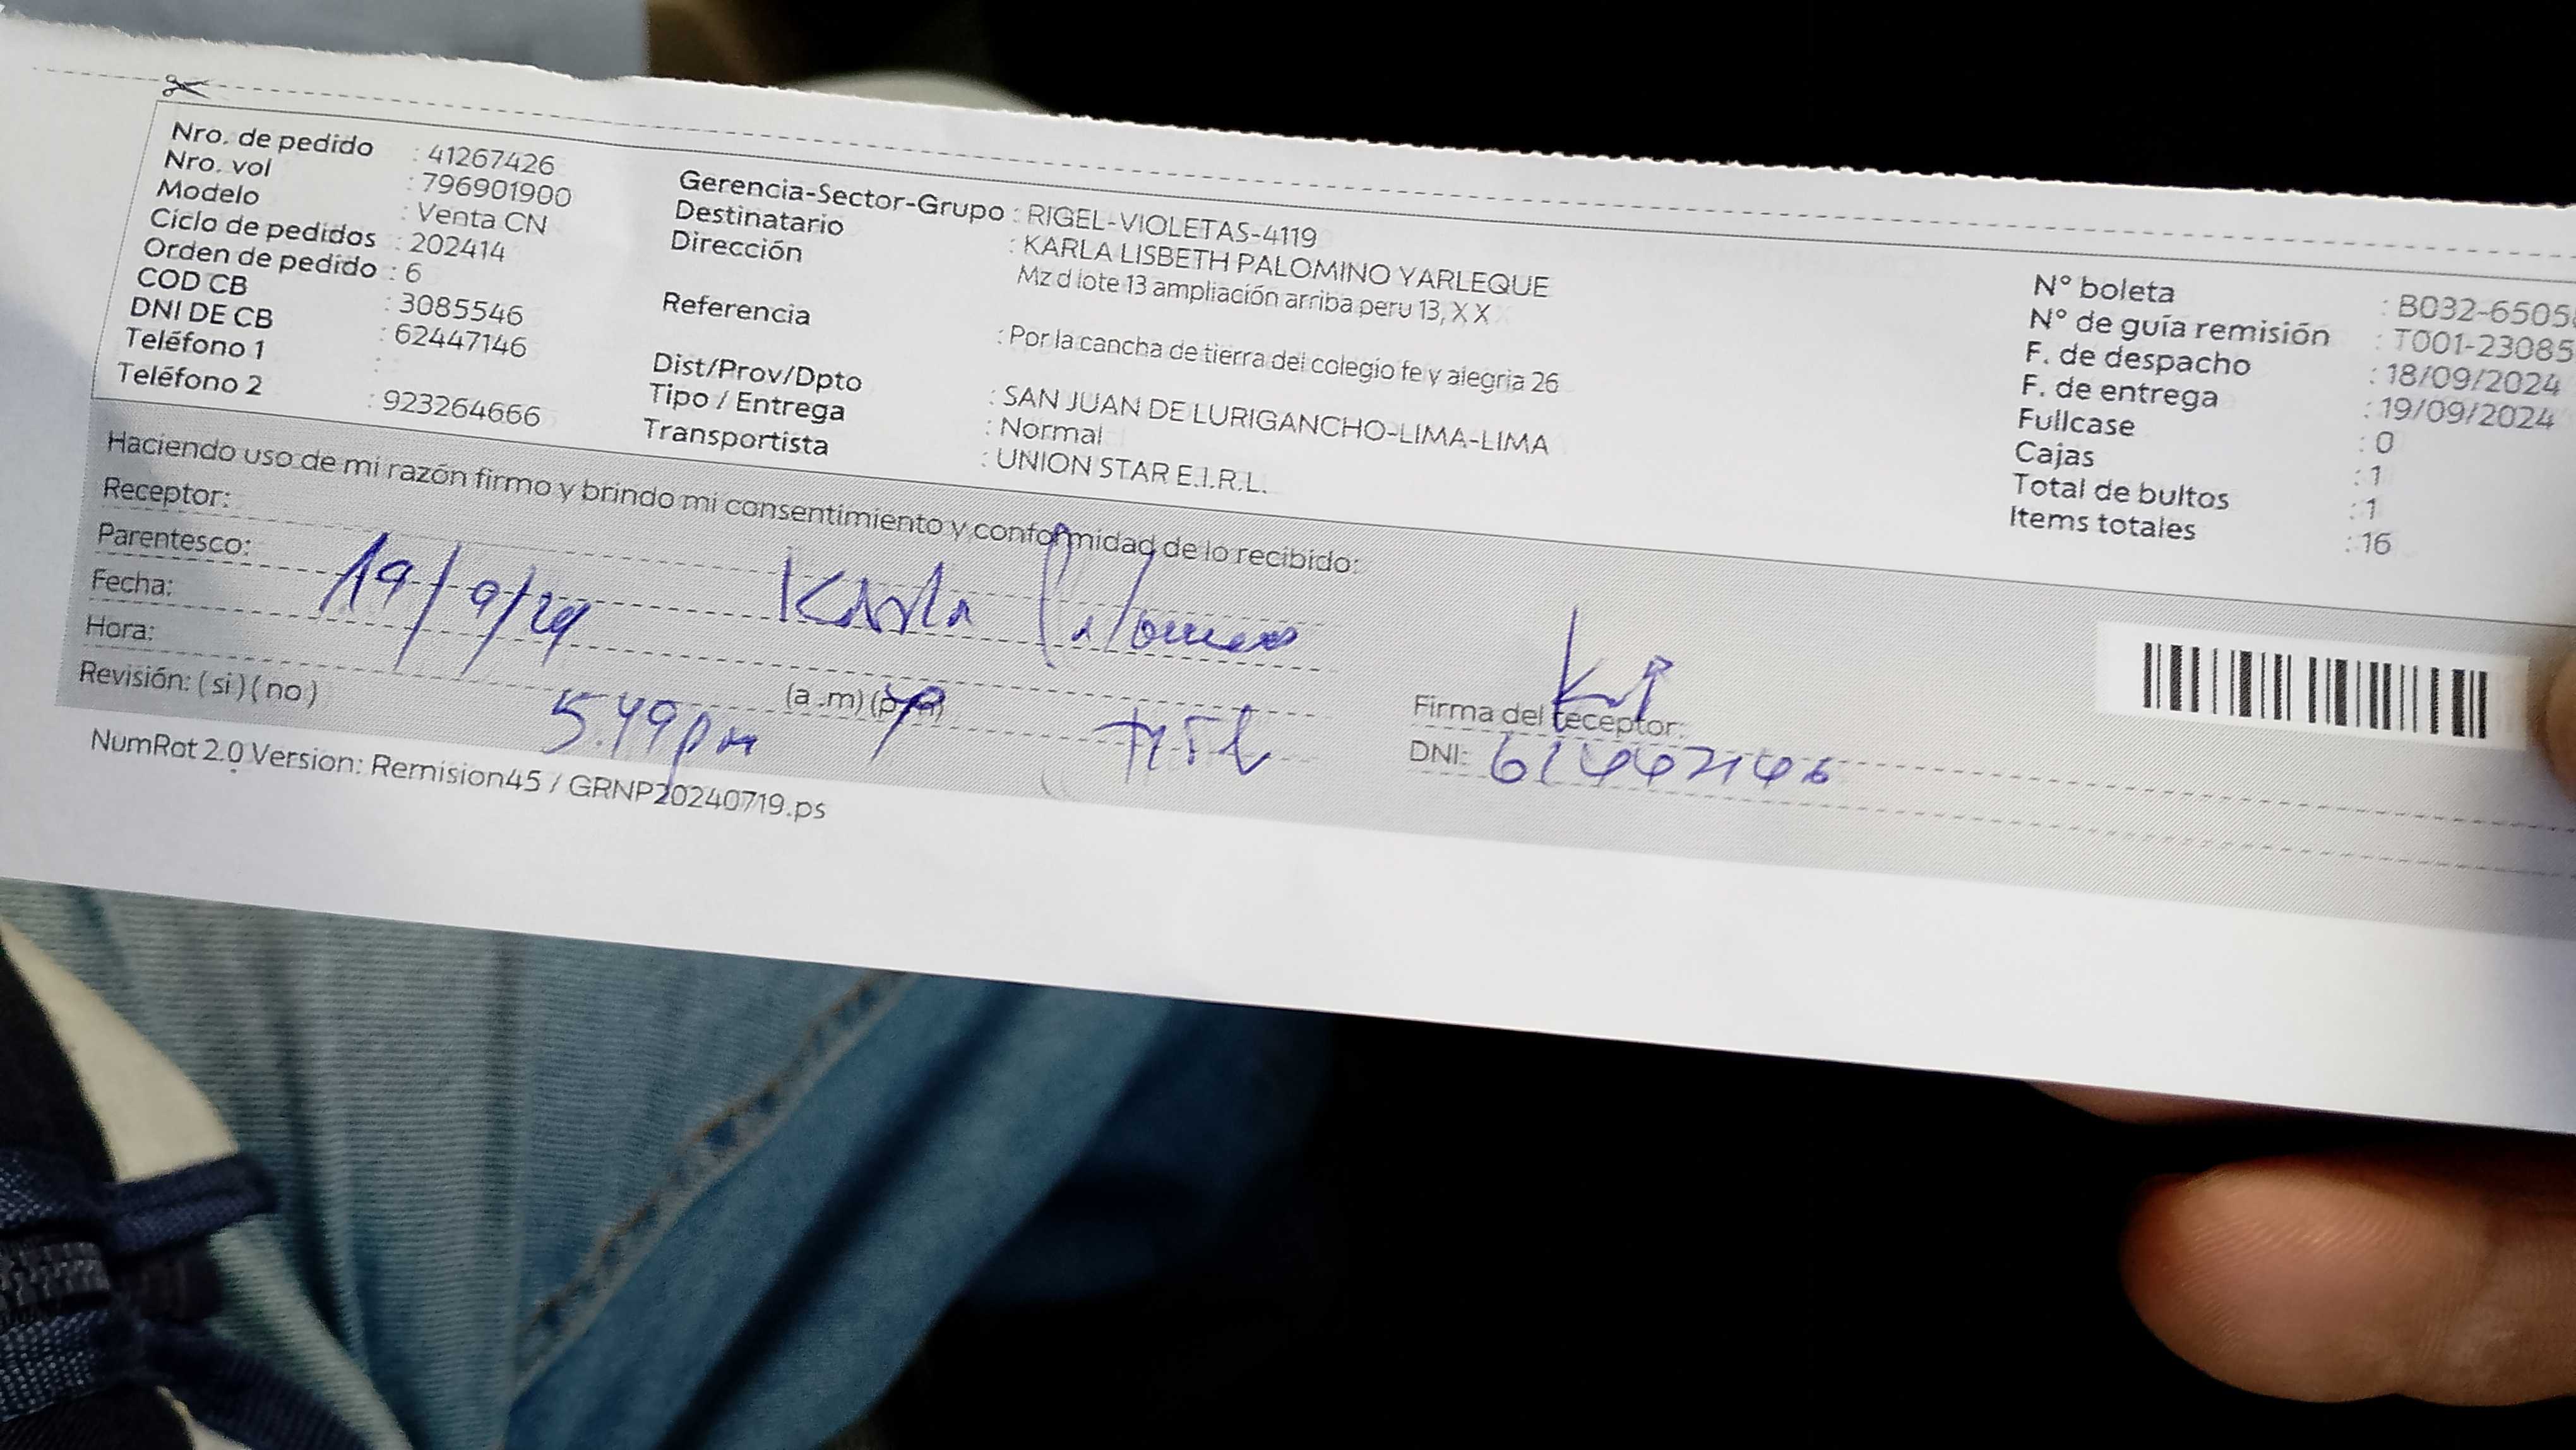 Nro. de pedido : 41267426
Nro. vol : 796901900
Modelo : Venta CN
Ciclo de pedidos : 202414
Orden de pedido : 6
COD CB : 3085546
DNI DE CB : 62447146
Teléfono 1 :
Teléfono 2 : 923264666
Gerencia-Sector-Grupo : RIGEL-VIOLETAS-4119
Destinatario : KARLA LISBETH PALOMINO YARLEQUE
Dirección : Mz d lote 13 ampliación arriba peru 13, X X
Referencia : Por la cancha de tierra del colegio fe y alegria 26
Dist/Prov/Dpto : SAN JUAN DE LURIGANCHO-LIMA-LIMA
Tipo / Entrega : Normal
Transportista : UNION STAR E.I.R.L.
N° boleta : B032-6505
N° de guía remisión : T001-23085
F. de despacho : 18/09/2024
F. de entrega : 19/09/2024
Fullcase : 0
Cajas : 1
Total de bultos : 1
Items totales : 16
Haciendo uso de mi razón firmo y brindo mi consentimiento y conformidad de lo recibido:
Receptor:
Parentesco: Karla
Fecha: 19/9/24
Hora: 5.49pm (a .m) (p.m)
Revisión: ( si ) ( no )
Firma del receptor:
DNI:
NumRot 2.0 Version: Remision45 / GRNP20240719.ps